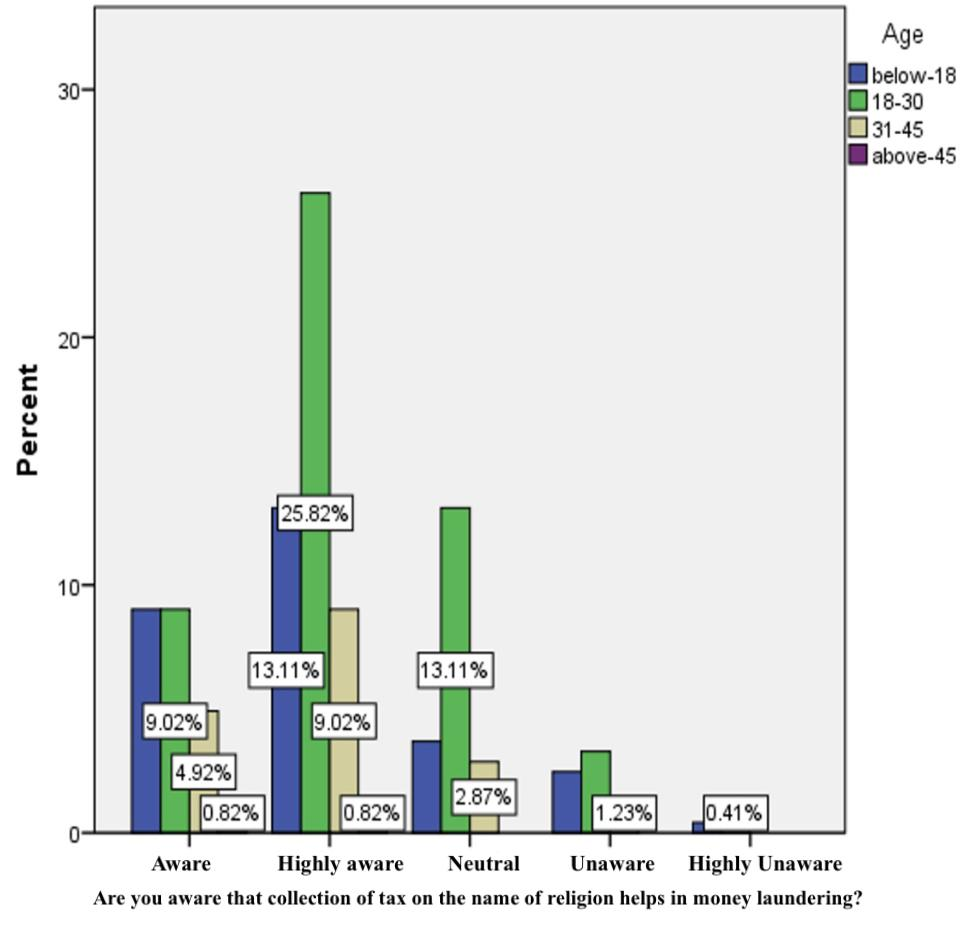 Age
below-18
18-30
31-45
above-45
30
20
10
0
Percent
25.82%
13.11%
13.11%
9.02%
9.02%
4.92%
2.87%
0.82%
0.82%
1.23%
0.41%
Aware Highly aware Neutral Unaware Highly Unaware
Are you aware that collection of tax on the name of religion helps in money laundering?